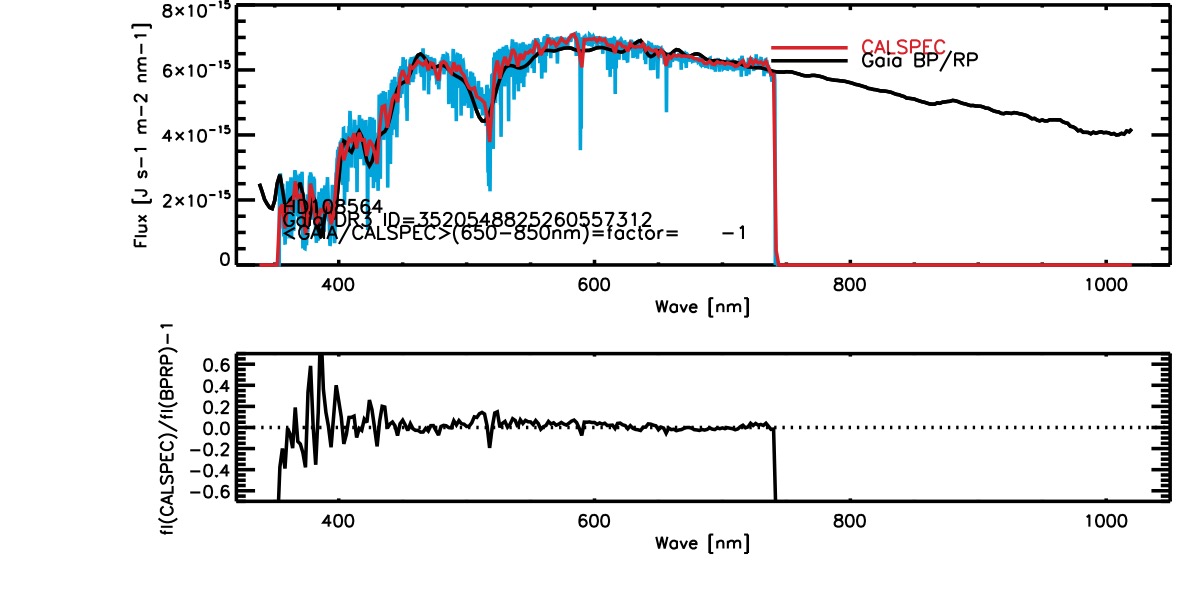 8×10−15
6×10−15
4×10−15
2×10−15
0
Flux [J s−1 m−2 nm−1]
CALSPEC
Gaia BP/RP
HD108564
Gaia DR3 ID=3520548825260557312
<GAIA/CALSPEC>(650−850nm)=factor= −1
400 600 800 1000
Wave [nm]
fl(CALSPEC)/fl(BPRP)−1
0.6
0.4
0.2
0.0
−0.2
−0.4
−0.6
400 600 800 1000
Wave [nm]